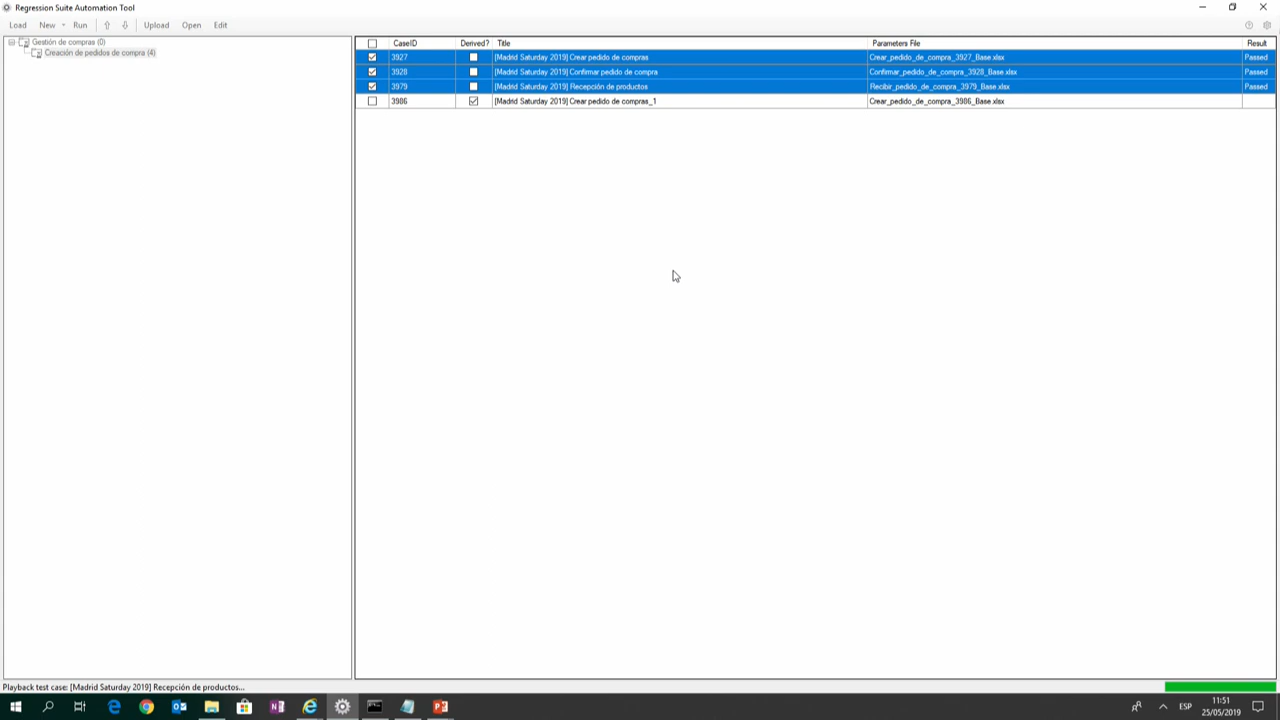 Regression Suite Automation Tool
Load New Run Upload Open Edit
Gestión de compras (0)
Creación de pedidos de compra (4)
CaseID Derived? Title Parameters File Result
3927 [Madrid Saturday 2019] Crear pedido de compras Crear_pedido_de_compra_3927_Base.xlsx Passed
3928 [Madrid Saturday 2019] Confirmar pedido de compra Confirmar_pedido_de_compra_3928_Base.xlsx Passed
3979 [Madrid Saturday 2019] Recepción de productos Recibir_pedido_de_compra_3979_Base.xlsx Passed
3986 [Madrid Saturday 2019] Crear pedido de compras_1 Crear_pedido_de_compra_3986_Base.xlsx
Playback test case: [Madrid Saturday 2019] Recepción de productos...
ESP
11:51
25/05/2019